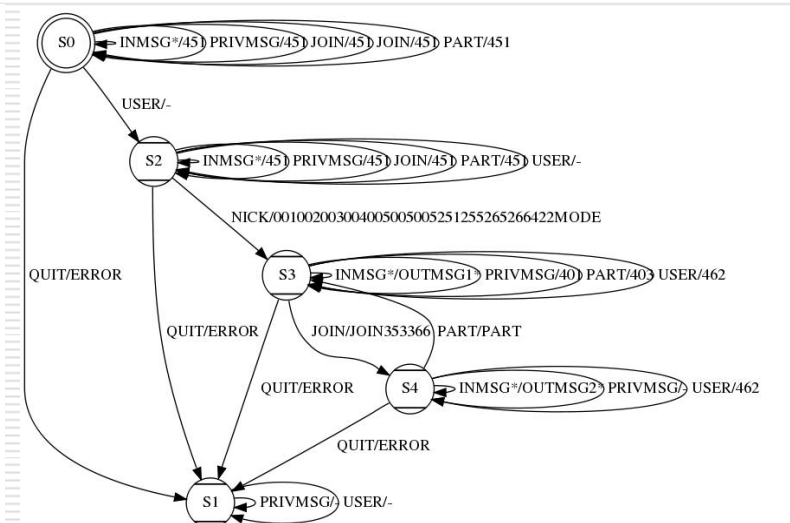 S0 INMSG*/451 PRIVMSG/451 JOIN/451 JOIN/451 PART/451
USER/-
S2 INMSG*/451 PRIVMSG/451 JOIN/451 PART/451 USER/-
NICK/001002003004005005005251255265266422MODE
S3 INMSG*/OUTMSG1* PRIVMSG/401 PART/403 USER/462
QUIT/ERROR
QUIT/ERROR
JOIN/JOIN353366 PART/PART
QUIT/ERROR
S4 INMSG*/OUTMSG2* PRIVMSG/- USER/462
QUIT/ERROR
S1 PRIVMSG/- USER/-